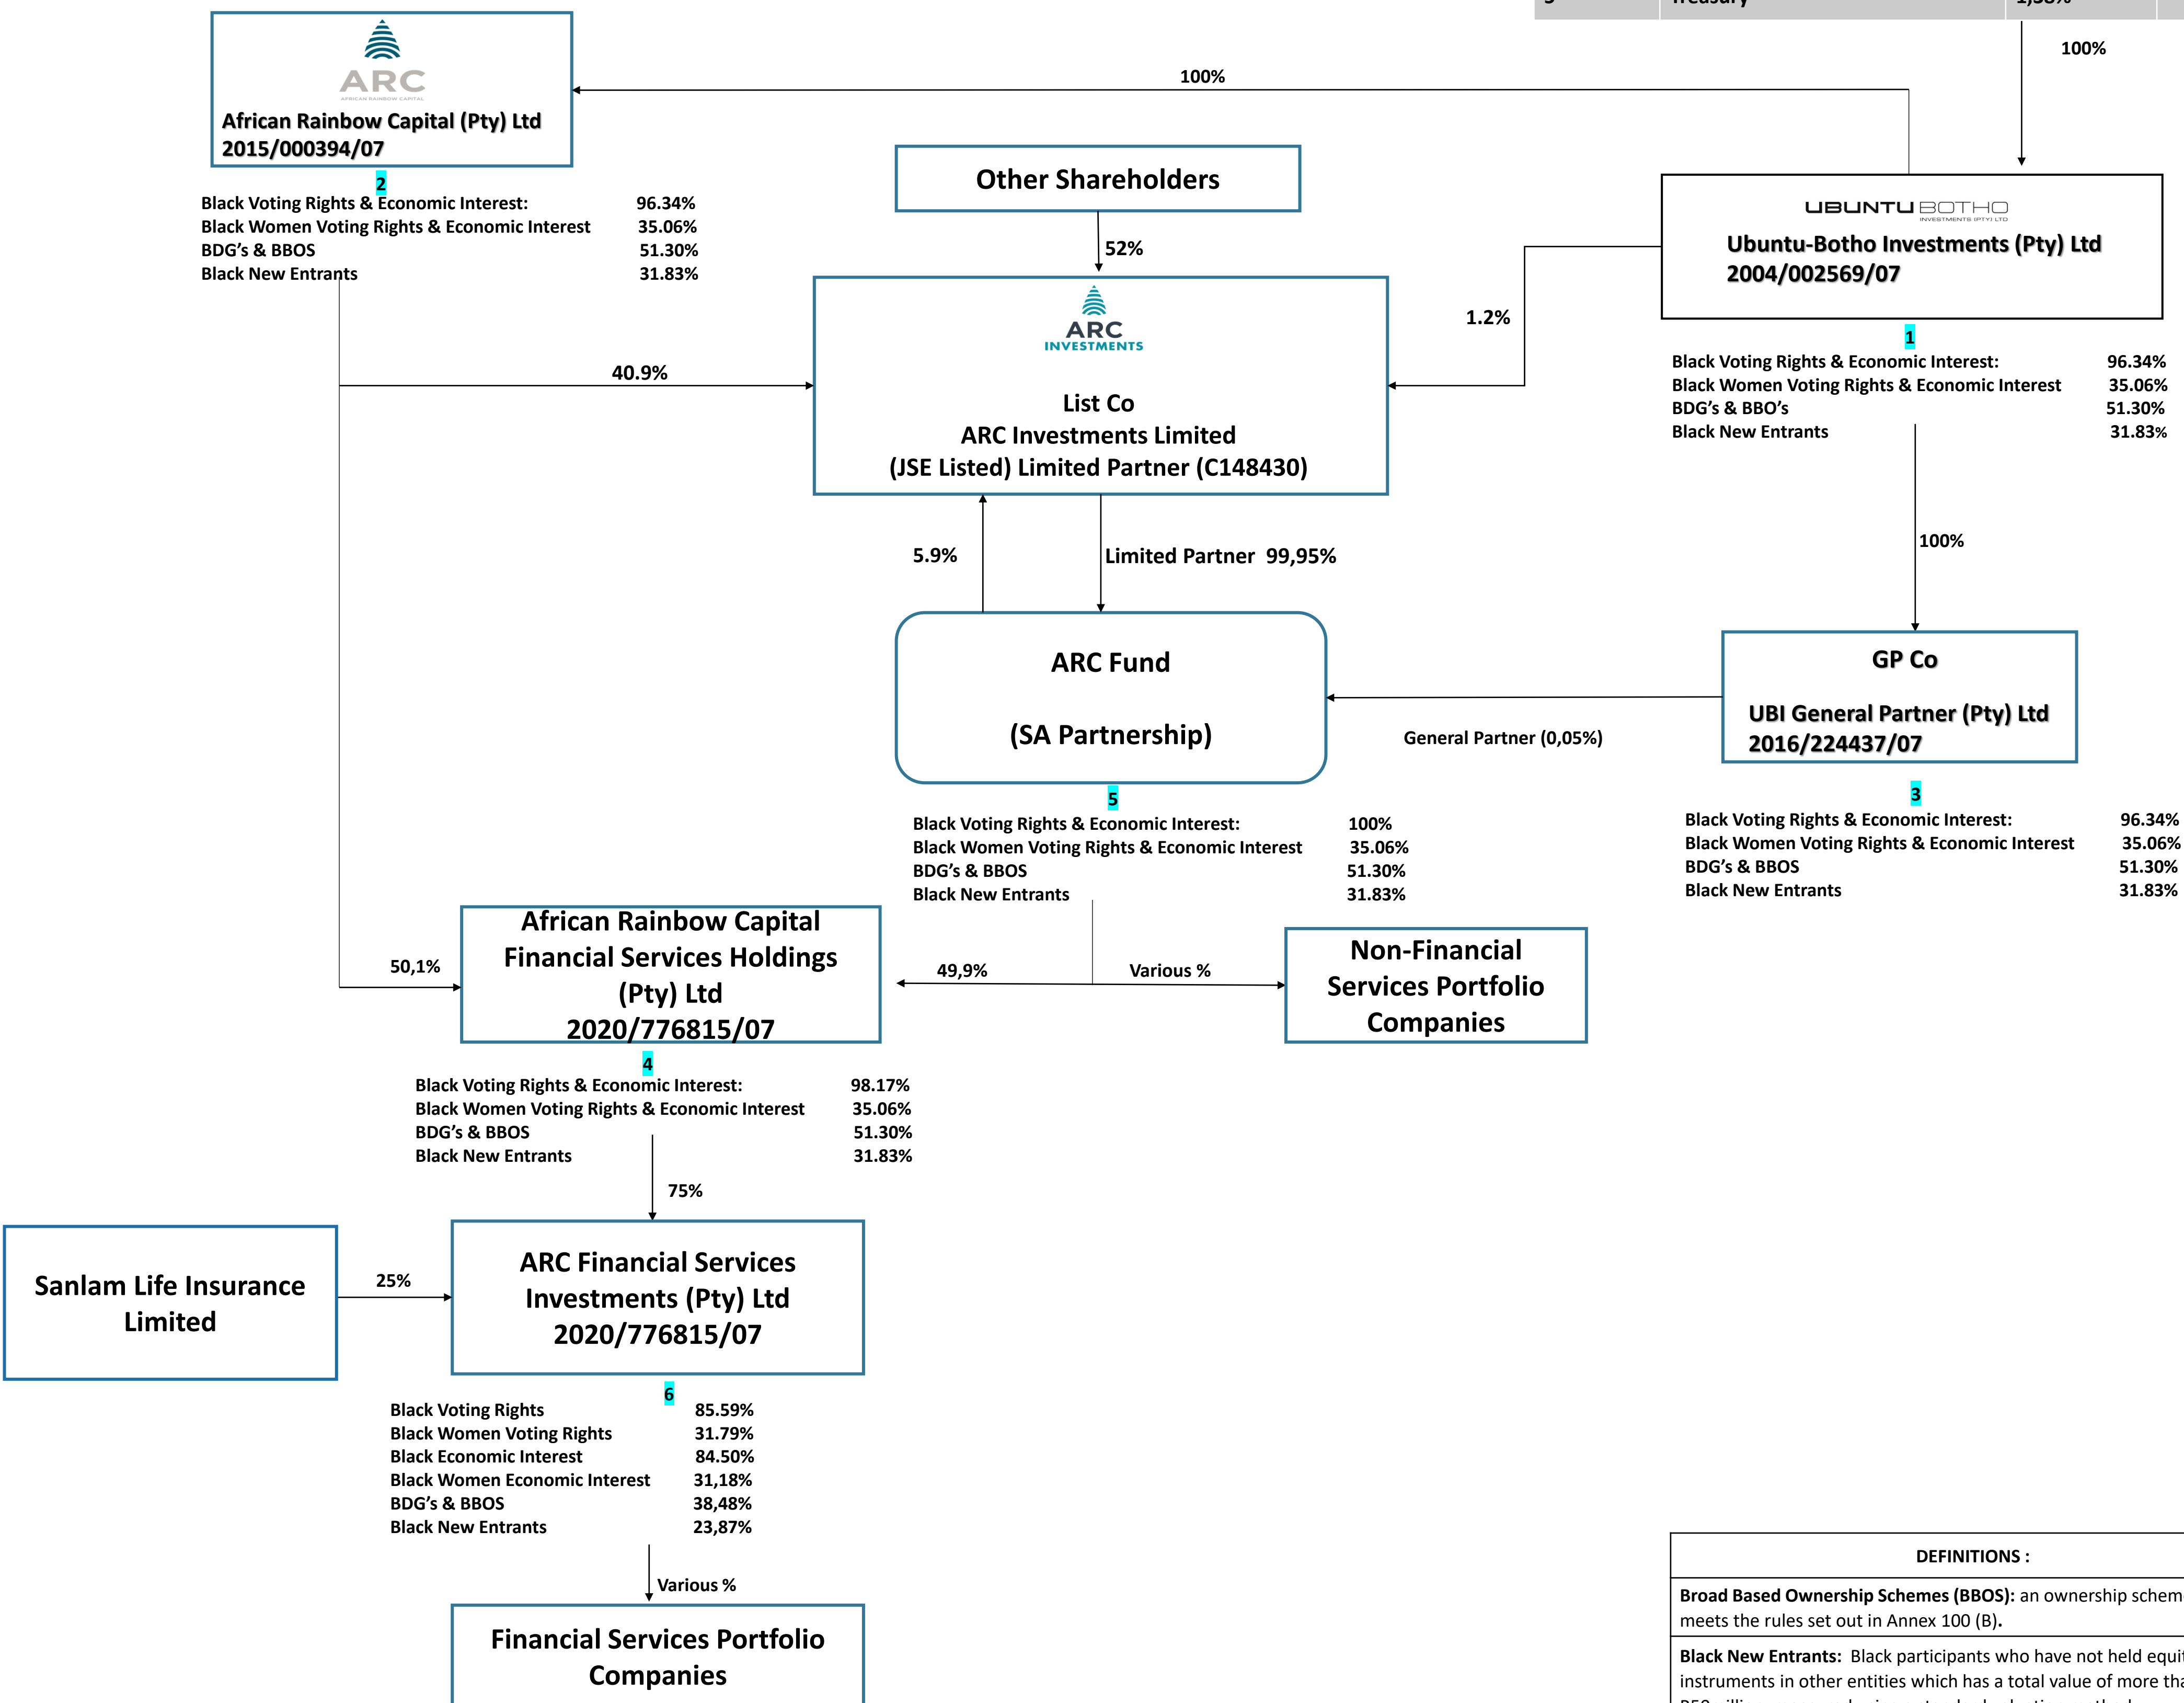 100%
ARC
AFRICAN RAINBOW CAPITAL
African Rainbow Capital (Pty) Ltd
2015/000394/07
2
Black Voting Rights & Economic Interest: 96.34%
Black Women Voting Rights & Economic Interest 35.06%
BDG's & BBOS 51.30%
Black New Entrants 31.83%
100%
Other Shareholders
52%
UBUNTU BOTHO
INVESTMENTS (PTY) LTD
Ubuntu-Botho Investments (Pty) Ltd
2004/002569/07
1
Black Voting Rights & Economic Interest: 96.34%
Black Women Voting Rights & Economic Interest 35.06%
BDG's & BBO's 51.30%
Black New Entrants 31.83%
1.2%
40.9%
ARC
INVESTMENTS
List Co
ARC Investments Limited
(JSE Listed) Limited Partner (C148430)
5.9%
Limited Partner 99,95%
100%
ARC Fund
(SA Partnership)
General Partner (0,05%)
GP Co
UBI General Partner (Pty) Ltd
2016/224437/07
5
Black Voting Rights & Economic Interest: 100%
Black Women Voting Rights & Economic Interest 35.06%
BDG's & BBOS 51.30%
Black New Entrants 31.83%
3
Black Voting Rights & Economic Interest: 96.34%
Black Women Voting Rights & Economic Interest 35.06%
BDG's & BBOS 51.30%
Black New Entrants 31.83%
50,1%
African Rainbow Capital
Financial Services Holdings
(Pty) Ltd
2020/776815/07
49,9%
Various %
Non-Financial
Services Portfolio
Companies
4
Black Voting Rights & Economic Interest: 98.17%
Black Women Voting Rights & Economic Interest 35.06%
BDG's & BBOS 51.30%
Black New Entrants 31.83%
75%
Sanlam Life Insurance
Limited
25%
ARC Financial Services
Investments (Pty) Ltd
2020/776815/07
6
Black Voting Rights 85.59%
Black Women Voting Rights 31.79%
Black Economic Interest 84.50%
Black Women Economic Interest 31,18%
BDG's & BBOS 38,48%
Black New Entrants 23,87%
Various %
Financial Services Portfolio
Companies
DEFINITIONS :
Broad Based Ownership Schemes (BBOS): an ownership schem
meets the rules set out in Annex 100 (B).
Black New Entrants: Black participants who have not held equi
instruments in other entities which has a total value of more tha